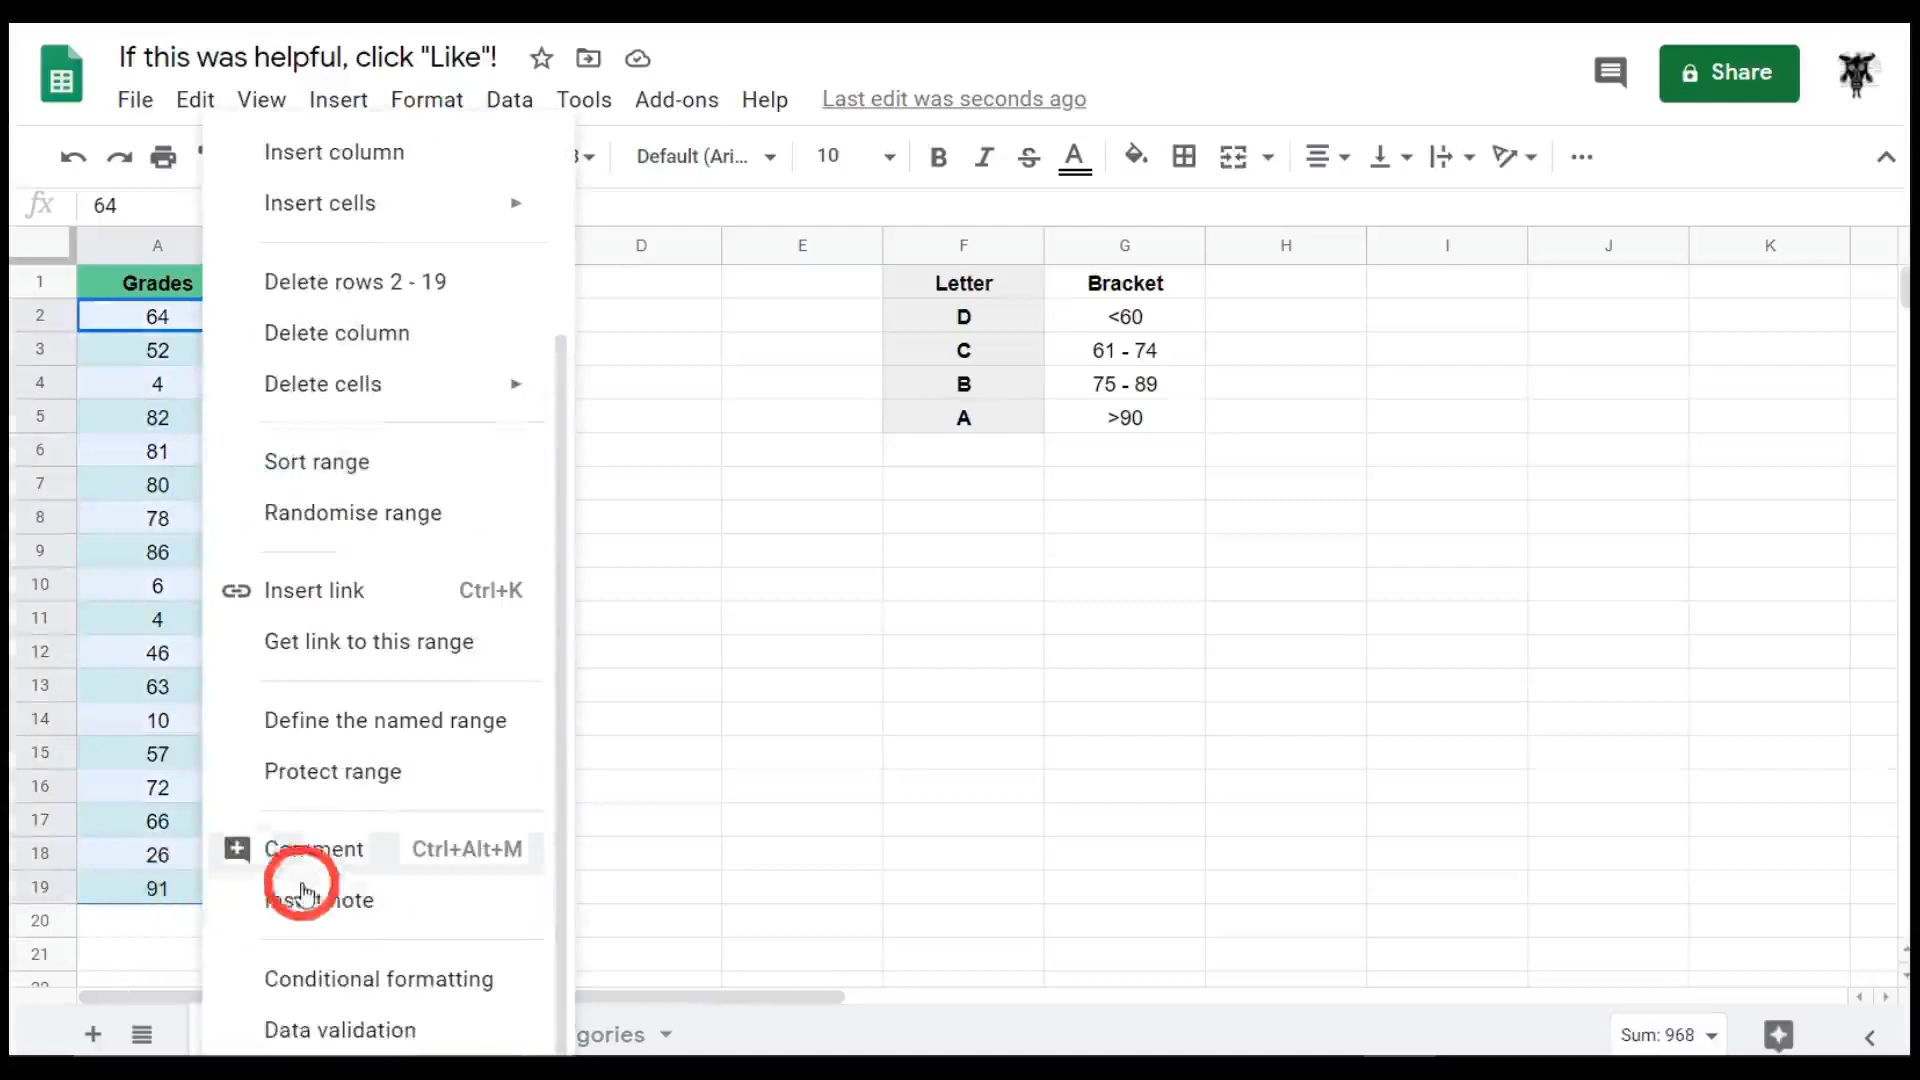 If this was helpful, click "Like"!
File Edit View Insert Format Data Tools Add-ons Help Last edit was seconds ago
Share
Default (Ari... 10 B I S A
fx 64
A D E F G H I J K
1 Grades Letter Bracket
2 64 D <60
3 52 C 61 - 74
4 4 B 75 - 89
5 82 A >90
6 81
7 80
8 78
9 86
10 6
11 4
12 46
13 63
14 10
15 57
16 72
17 66
18 26
19 91
20
21
22
Insert column
Insert cells
Delete rows 2 - 19
Delete column
Delete cells
Sort range
Randomise range
Insert link Ctrl+K
Get link to this range
Define the named range
Protect range
Comment Ctrl+Alt+M
Insert note
Conditional formatting
Data validation
gories
Sum: 968